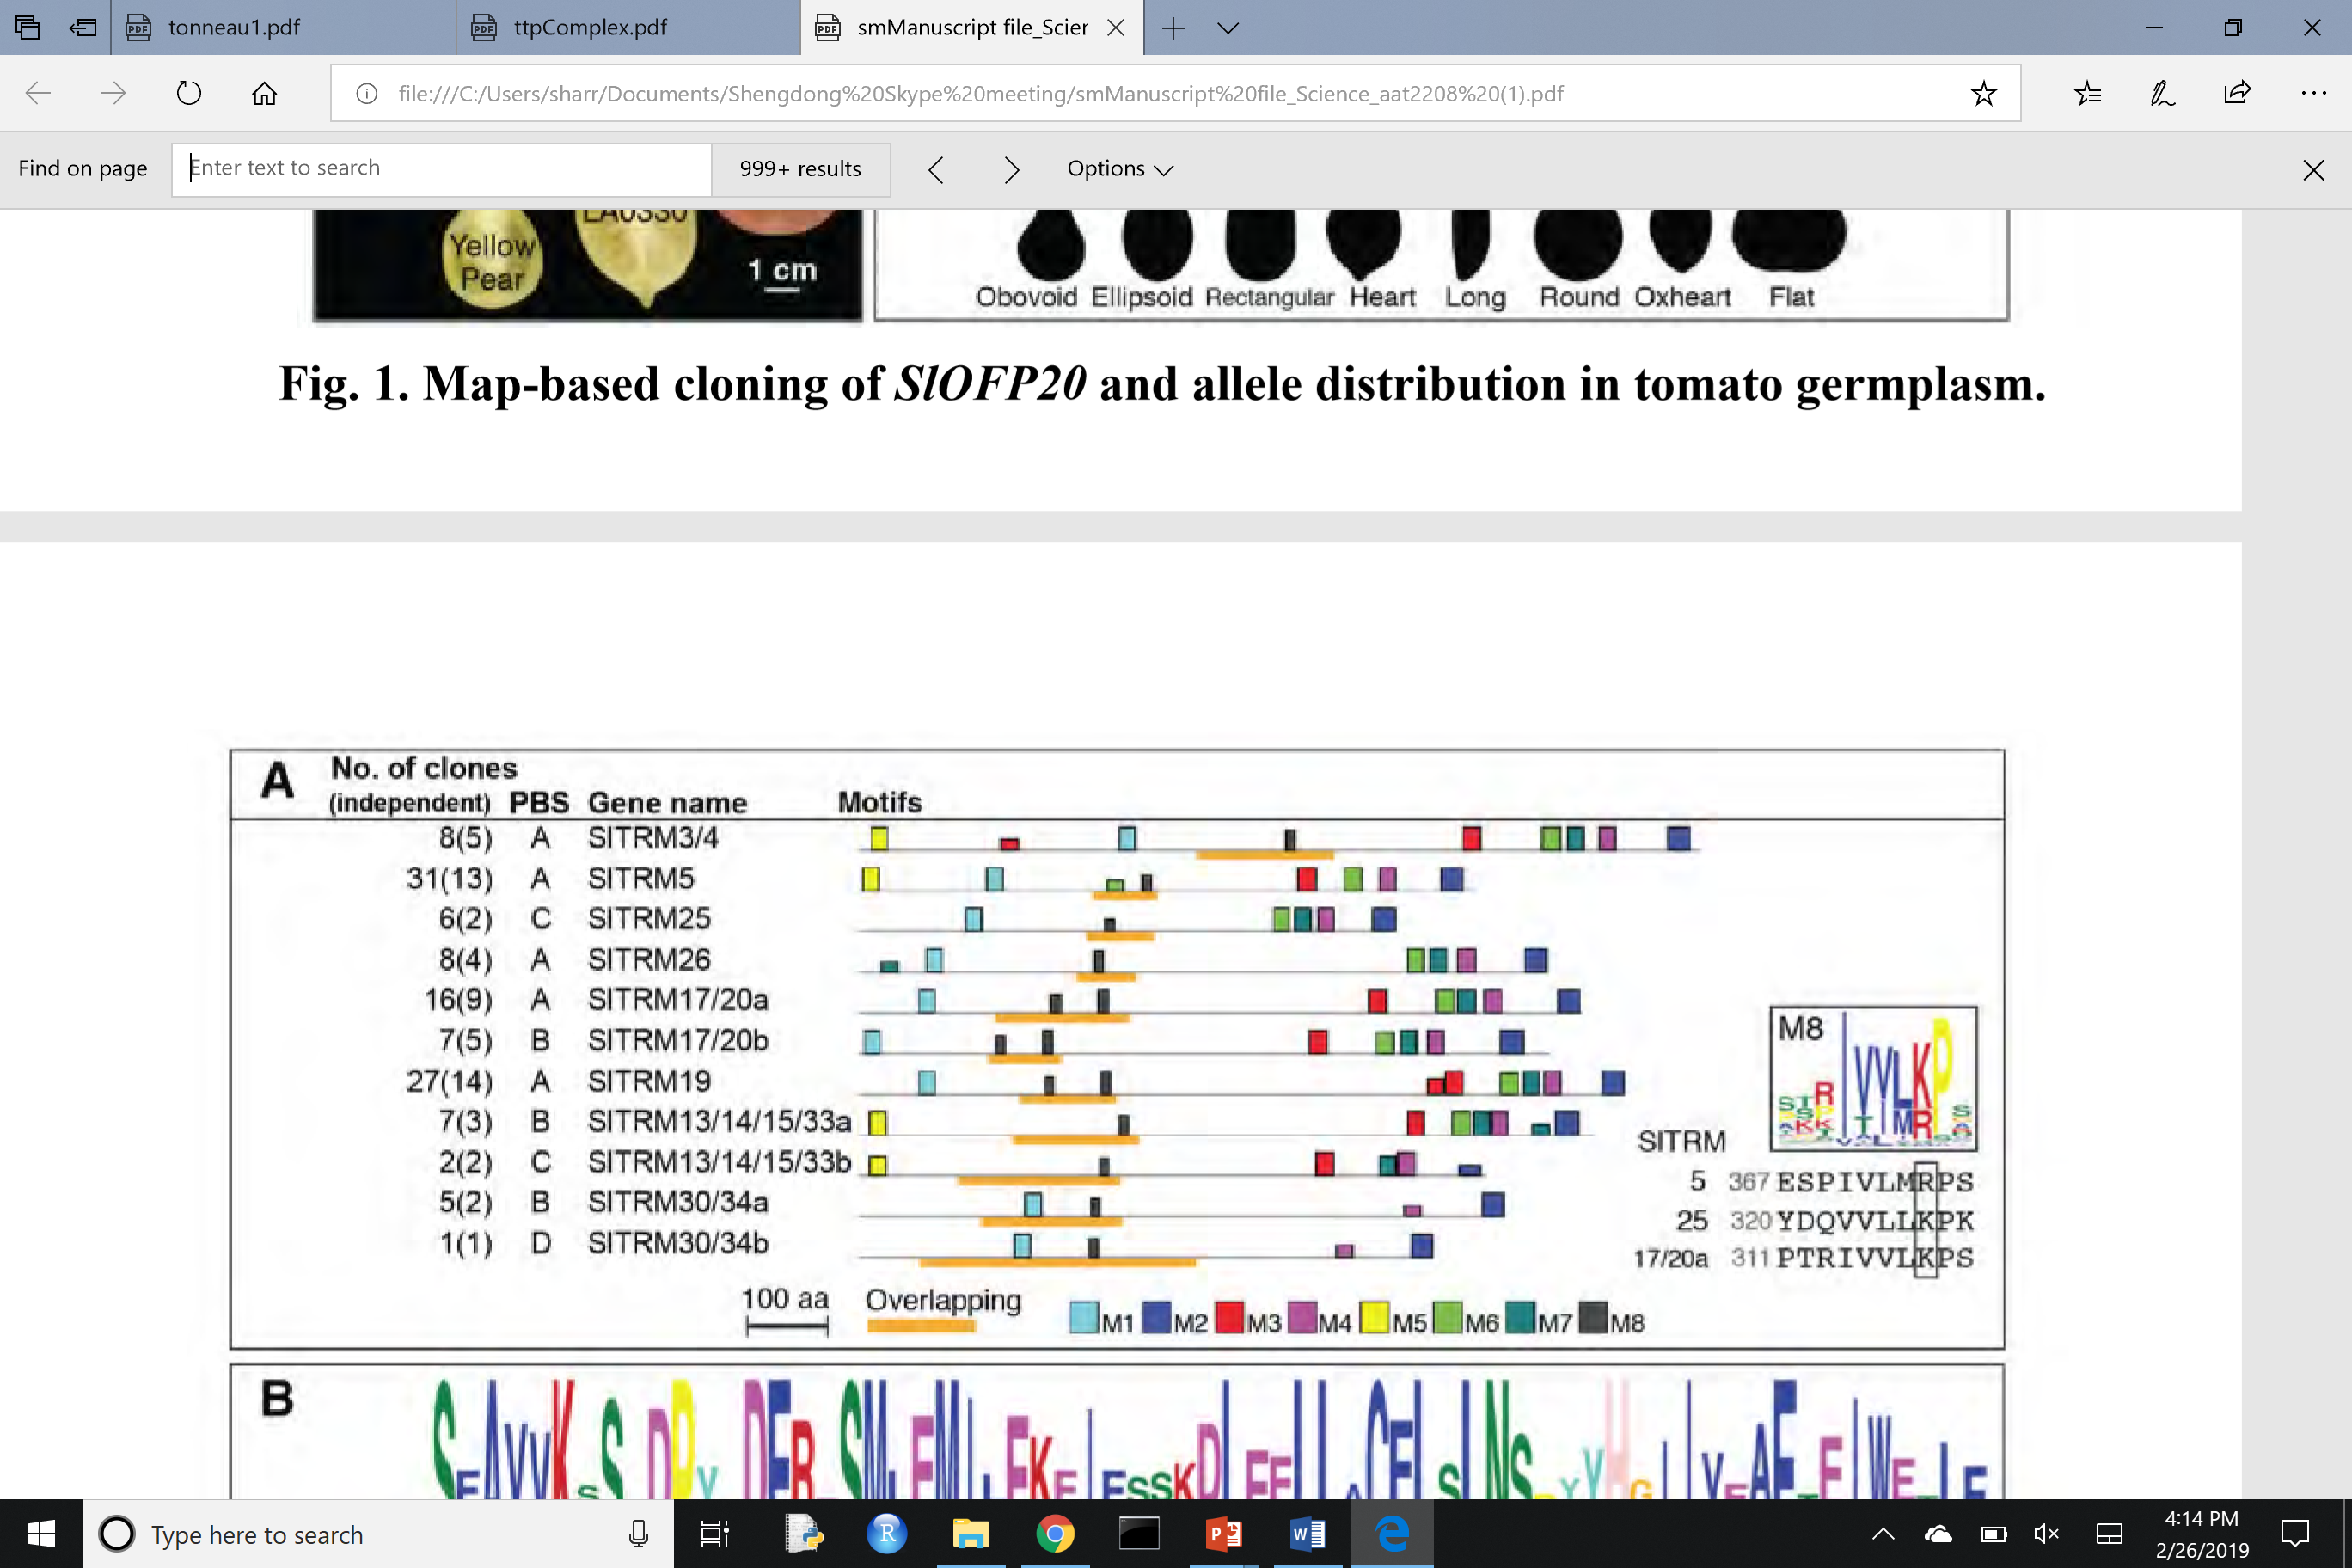 tonneau1.pdf
ttpComplex.pdf
smManuscript file_Scier
file:///C:/Users/sharr/Documents/Shengdong%20Skype%20meeting/smManuscript%20file_Science_aat2208%20(1).pdf
Find on page
Enter text to search
999+ results
Options
LA0330
Yellow
Pear
1 cm
Obovoid Ellipsoid Rectangular Heart Long Round Oxheart Flat
Fig. 1. Map-based cloning of SlOFP20 and allele distribution in tomato germplasm.
A
No. of clones
(independent) PBS Gene name Motifs
8(5) A SlTRM3/4
31(13) A SlTRM5
6(2) C SlTRM25
8(4) A SlTRM26
16(9) A SlTRM17/20a
7(5) B SlTRM17/20b
27(14) A SlTRM19
7(3) B SlTRM13/14/15/33a
2(2) C SlTRM13/14/15/33b
5(2) B SlTRM30/34a
1(1) D SlTRM30/34b
M8
SlTRM
5 367 ESPIVLMRPS
25 320 YDQVVLLKPK
17/20a 311 PTRIVVLKPS
100 aa
Overlapping
M1 M2 M3 M4 M5 M6 M7 M8
B
Type here to search
4:14 PM
2/26/2019